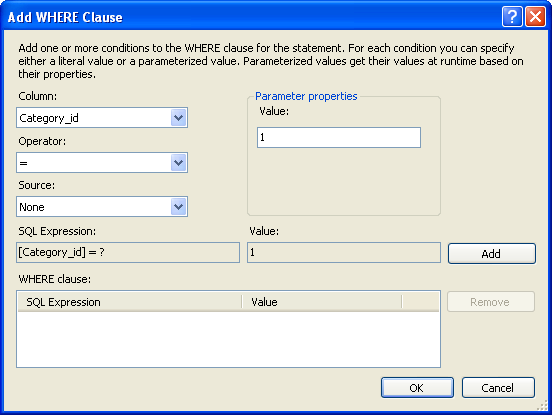 Add WHERE Clause
Add one or more conditions to the WHERE clause for the statement. For each condition you can specify
either a literal value or a parameterized value. Parameterized values get their values at runtime based on
their properties.
Column:
Category_id
Operator:
=
Source:
None
Parameter properties
Value:
1
SQL Expression:
Value:
[Category_id] = ?
1
Add
WHERE clause:
SQL Expression
Value
Remove
OK
Cancel